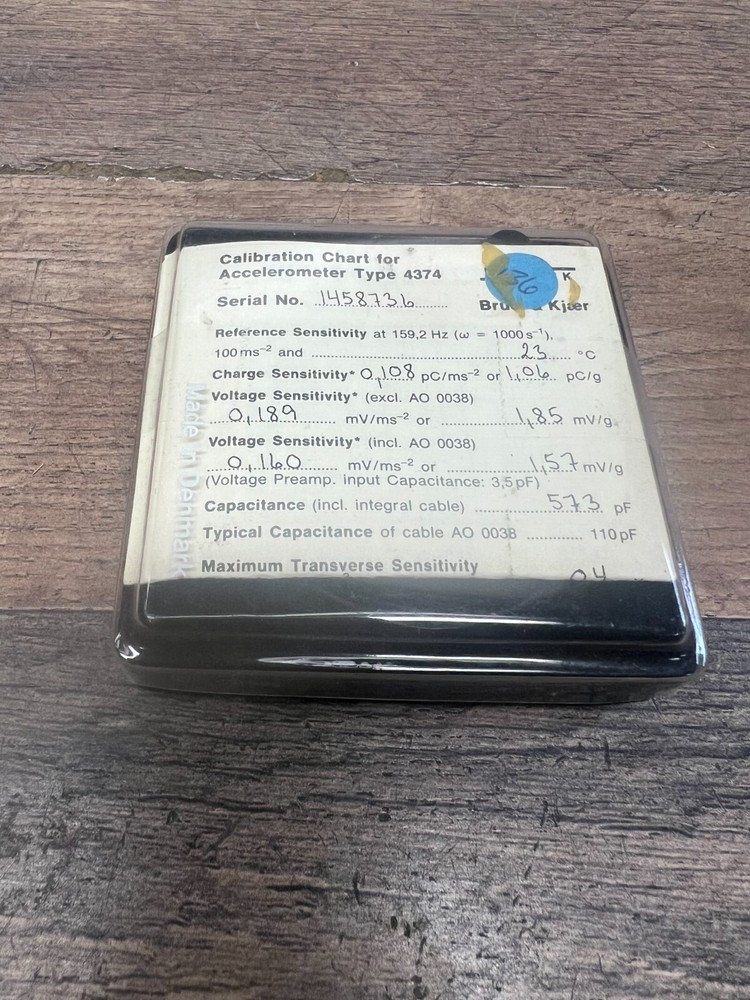 Calibration Chart for
Accelerometer Type 4374
136
K
Serial No. 1458736
Kjær
Reference Sensitivity at 159,2 Hz (ω = 1000 s⁻¹),
100 ms⁻² and 23 °C
Charge Sensitivity* 0,108 pC/ms⁻² or 1,06 pC/g
Voltage Sensitivity* (excl. AO 0038)
0,189 mV/ms⁻² or 1,85 mV/g
Voltage Sensitivity* (incl. AO 0038)
0,160 mV/ms⁻² or 1,57 mV/g
(Voltage Preamp. input Capacitance: 3,5 pF)
Capacitance (incl. integral cable) 573 pF
Typical Capacitance of cable AO 0038 110 pF
Maximum Transverse Sensitivity
Made in Denmark